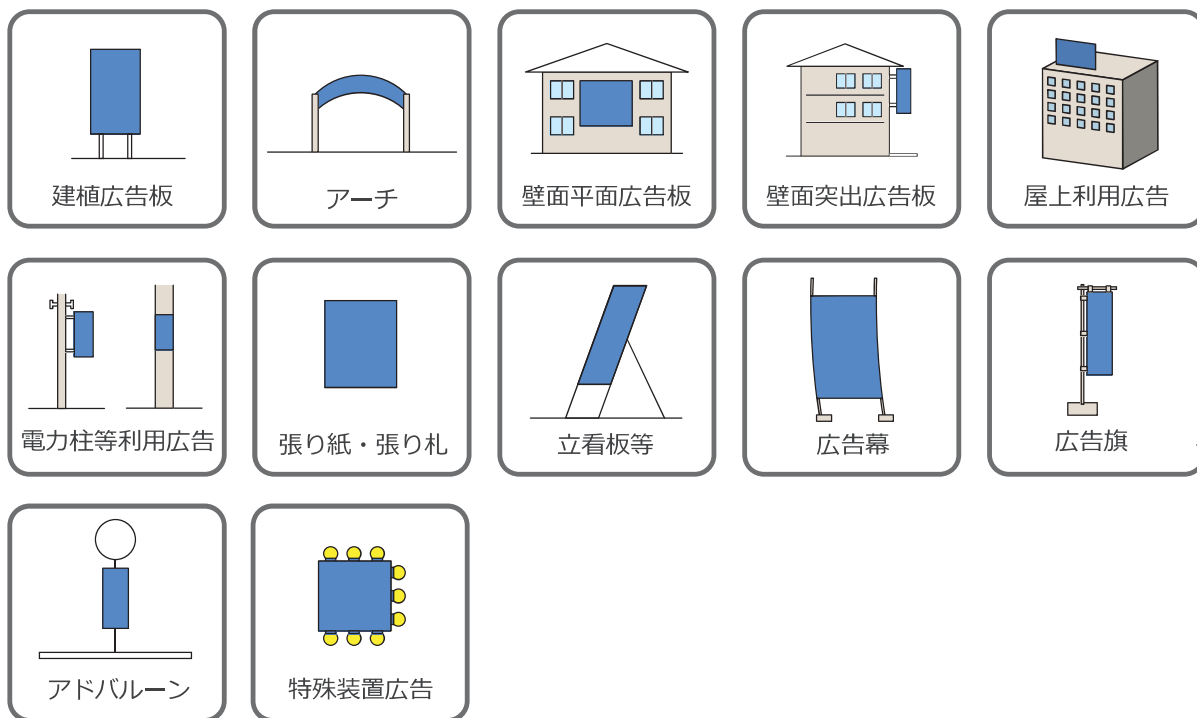 建植広告板
アーチ
壁面平面広告板
壁面突出広告板
屋上利用広告
電力柱等利用広告
張り紙・張り札
立看板等
広告幕
広告旗
アドバルーン
特殊装置広告